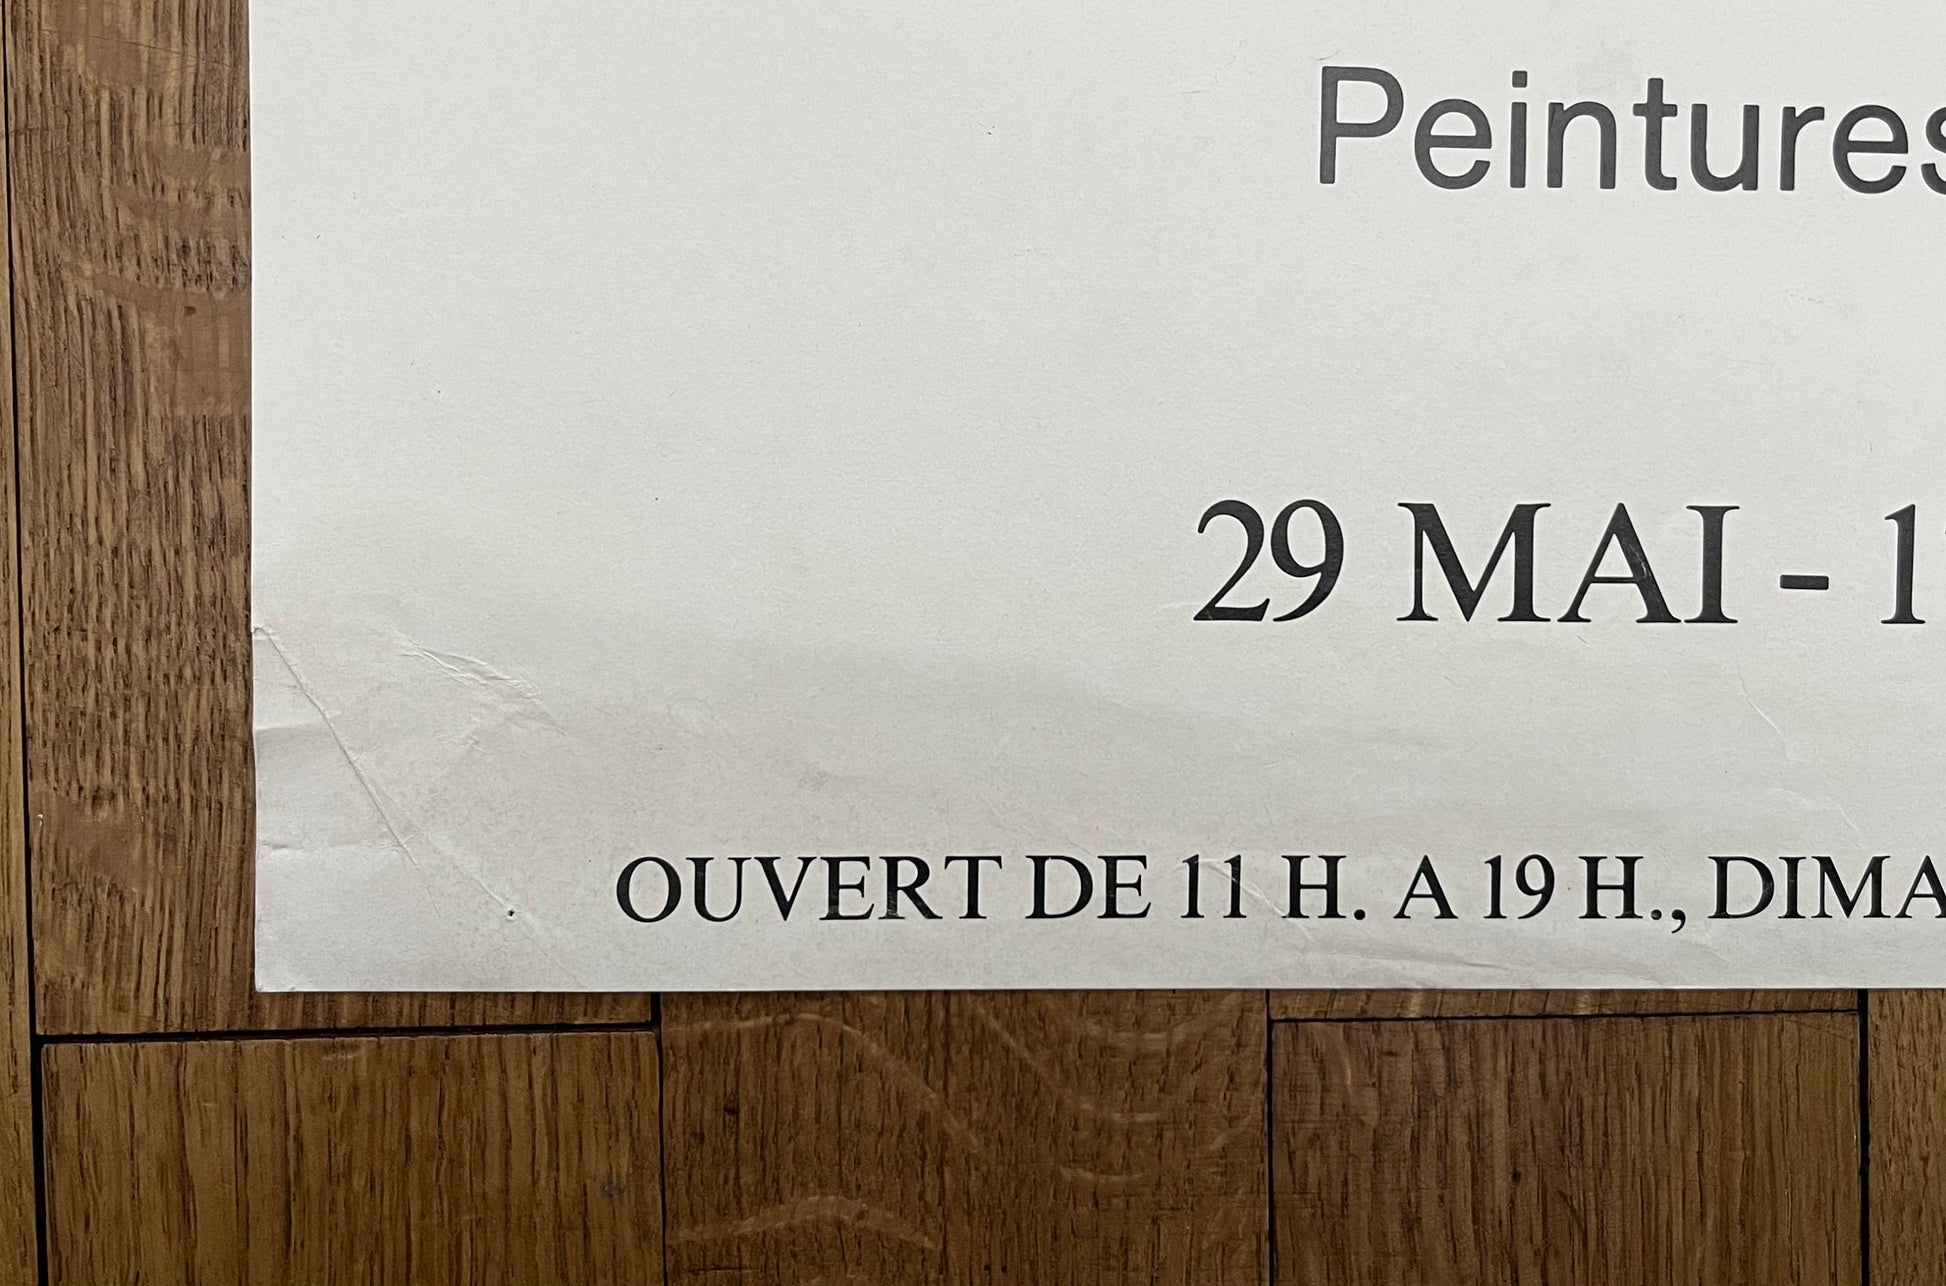 Peintures
29 MAI - 1
OUVERT DE 11 H. A 19 H., DIMA